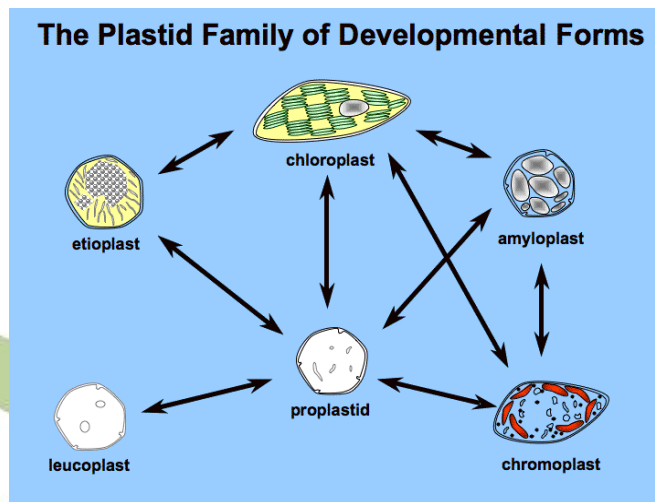 The Plastid Family of Developmental Forms
chloroplast
etioplast
amyloplast
proplastid
leucoplast
chromoplast